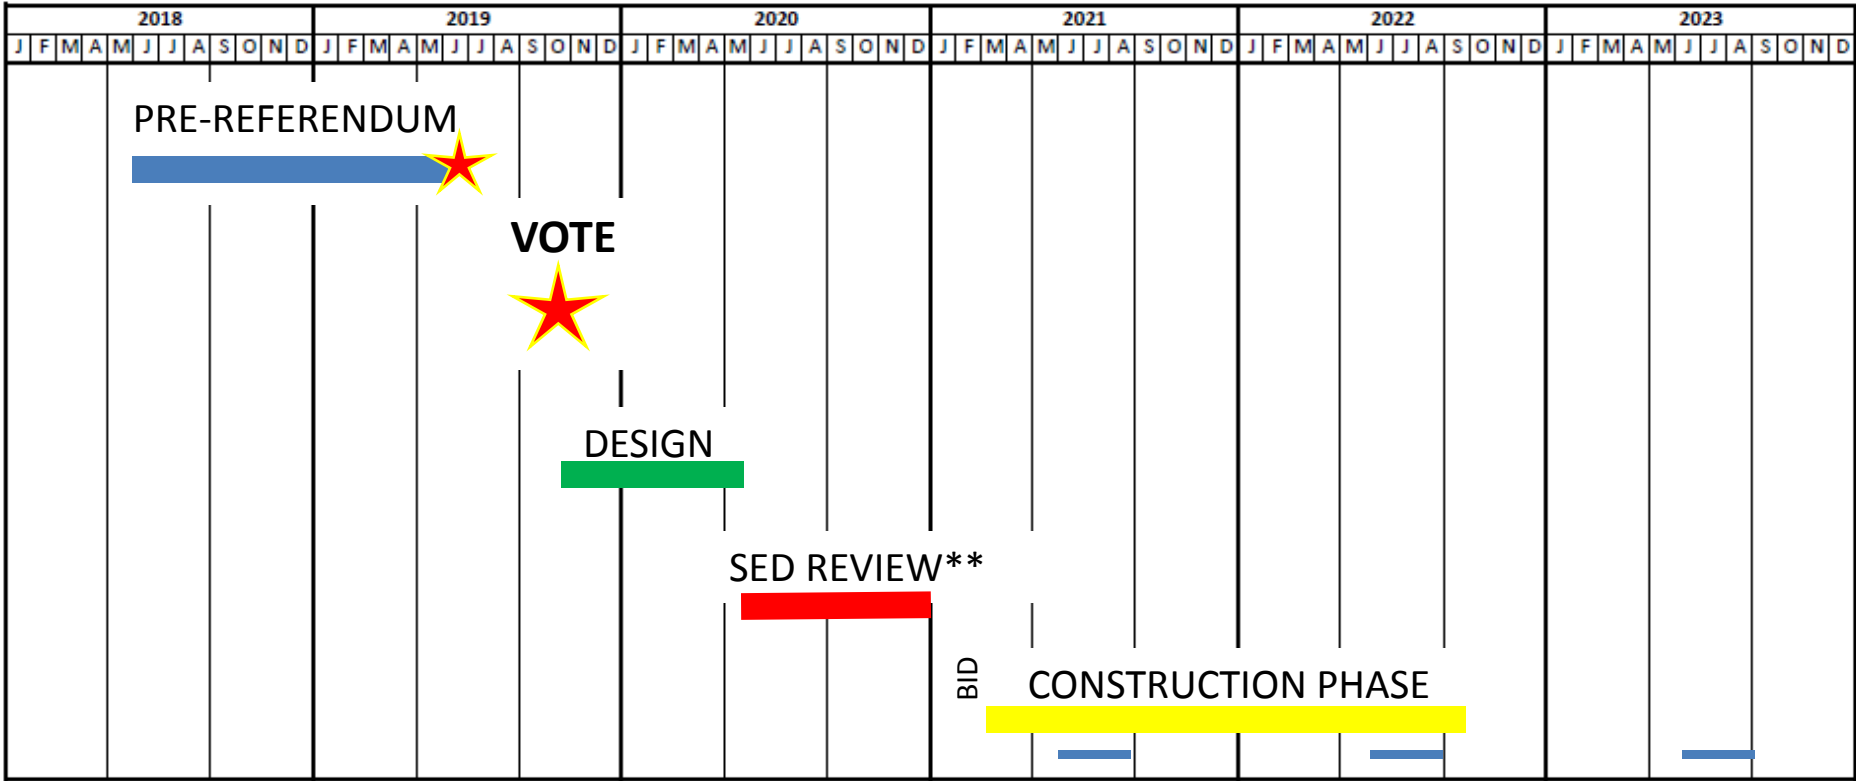 2018 2019 2020 2021 2022 2023
J F M A M J J A S O N D J F M A M J J A S O N D J F M A M J J A S O N D J F M A M J J A S O N D J F M A M J J A S O N D J F M A M J J A S O N D
PRE-REFERENDUM
VOTE
DESIGN
SED REVIEW**
BID
CONSTRUCTION PHASE